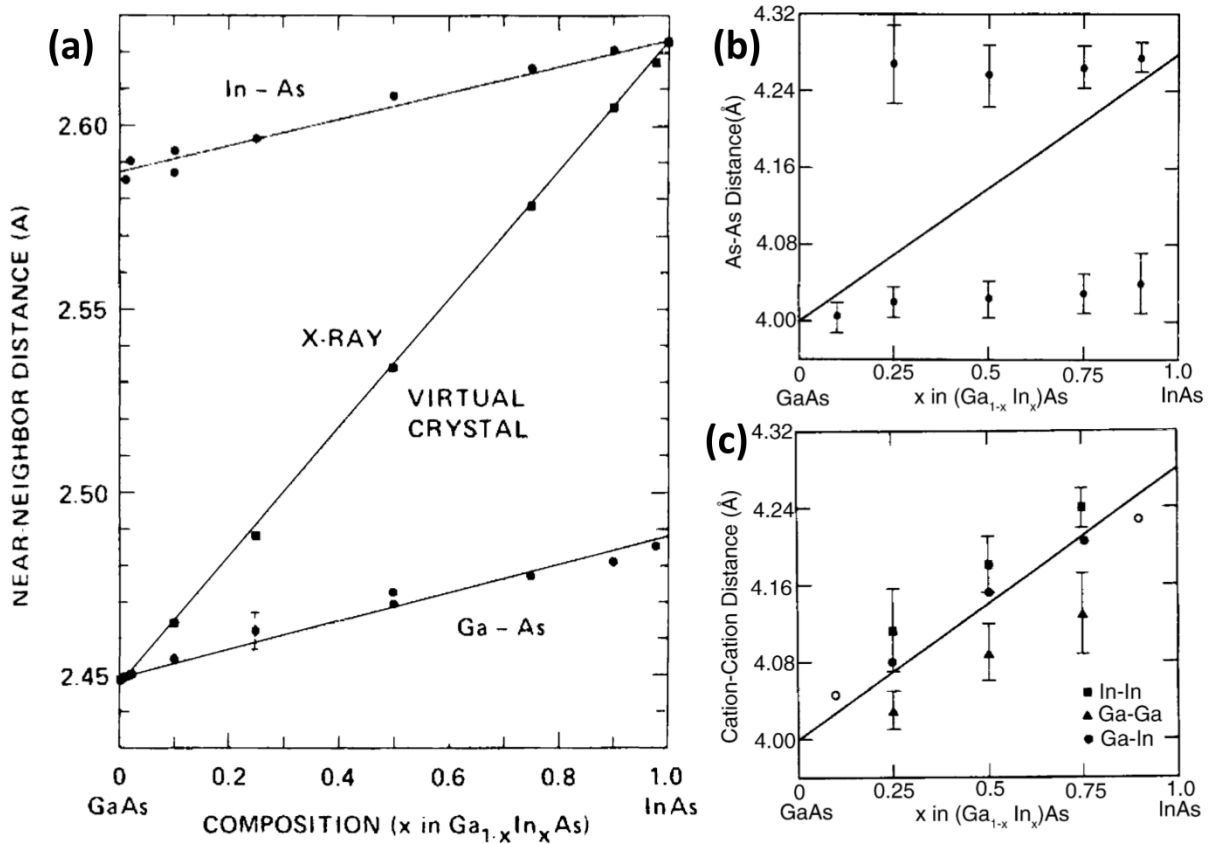 (a)
NEAR-NEIGHBOR DISTANCE (A)
2.60
2.55
2.50
2.45
In - As
X-RAY
VIRTUAL
CRYSTAL
Ga - As
0 0.2 0.4 0.6 0.8 1.0
GaAs InAs
COMPOSITION (x in Ga1-xInxAs)
(b)
As-As Distance(Å)
4.32
4.24
4.16
4.08
4.00
0 0.25 0.50 0.75 1.0
GaAs x in (Ga1-x Inx)As InAs
(c)
Cation-Cation Distance (Å)
4.32
4.24
4.16
4.08
4.00
In-In
Ga-Ga
Ga-In
0 0.25 0.50 0.75 1.0
GaAs x in (Ga1-x Inx)As InAs